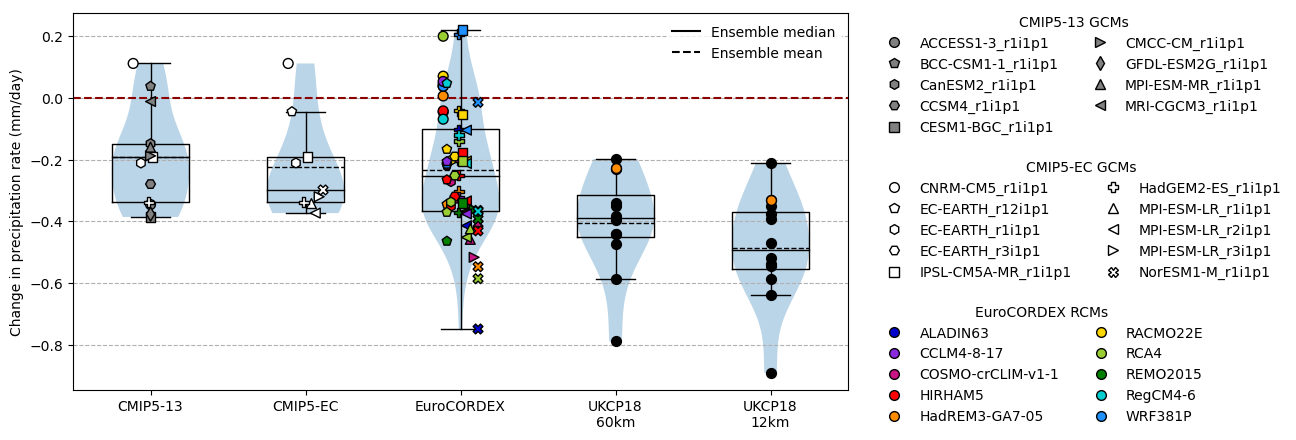 Change in precipitation rate (mm/day)
0.2
0.0
−0.2
−0.4
−0.6
−0.8
Ensemble median
Ensemble mean
CMIP5-13
CMIP5-EC
EuroCORDEX
UKCP18
60km
UKCP18
12km
CMIP5-13 GCMs
ACCESS1-3_r1i1p1
BCC-CSM1-1_r1i1p1
CanESM2_r1i1p1
CCSM4_r1i1p1
CESM1-BGC_r1i1p1
CMCC-CM_r1i1p1
GFDL-ESM2G_r1i1p1
MPI-ESM-MR_r1i1p1
MRI-CGCM3_r1i1p1
CMIP5-EC GCMs
CNRM-CM5_r1i1p1
EC-EARTH_r12i1p1
EC-EARTH_r1i1p1
EC-EARTH_r3i1p1
IPSL-CM5A-MR_r1i1p1
HadGEM2-ES_r1i1p1
MPI-ESM-LR_r1i1p1
MPI-ESM-LR_r2i1p1
MPI-ESM-LR_r3i1p1
NorESM1-M_r1i1p1
EuroCORDEX RCMs
ALADIN63
CCLM4-8-17
COSMO-crCLIM-v1-1
HIRHAM5
HadREM3-GA7-05
RACMO22E
RCA4
REMO2015
RegCM4-6
WRF381P